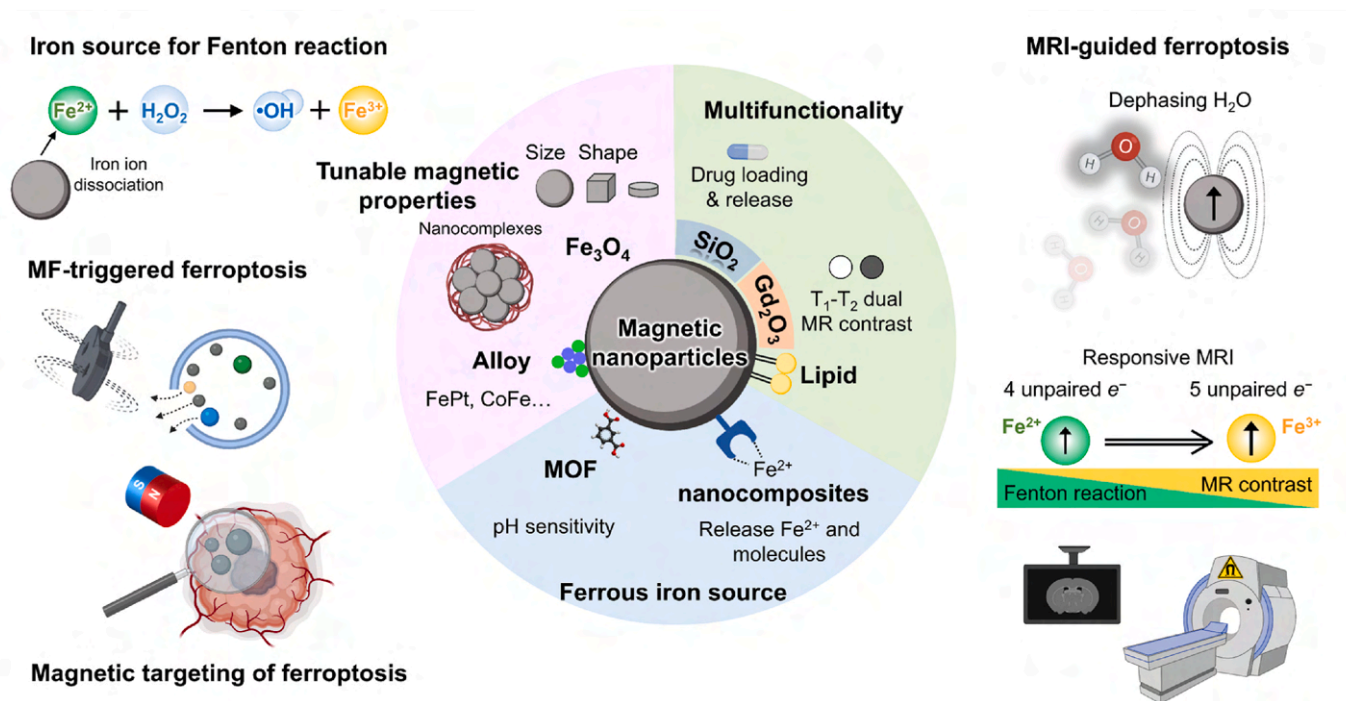 Iron source for Fenton reaction
Fe²⁺ + H₂O₂ → •OH + Fe³⁺
Iron ion
dissociation
MF-triggered ferroptosis
S
N
Magnetic targeting of ferroptosis
Tunable magnetic
properties
Size Shape
Nanocomplexes
Fe₃O₄
Alloy
FePt, CoFe...
Multifunctionality
Drug loading
& release
SiO₂
Gd₂O₃
T₁-T₂ dual
MR contrast
Lipid
Magnetic
nanoparticles
MOF
pH sensitivity
Fe²⁺
nanocomposites
Release Fe²⁺ and
molecules
Ferrous iron source
MRI-guided ferroptosis
Dephasing H₂O
O
H
H
O
H
H
O
H
H
Responsive MRI
4 unpaired e⁻ 5 unpaired e⁻
Fe²⁺ Fe³⁺
Fenton reaction MR contrast